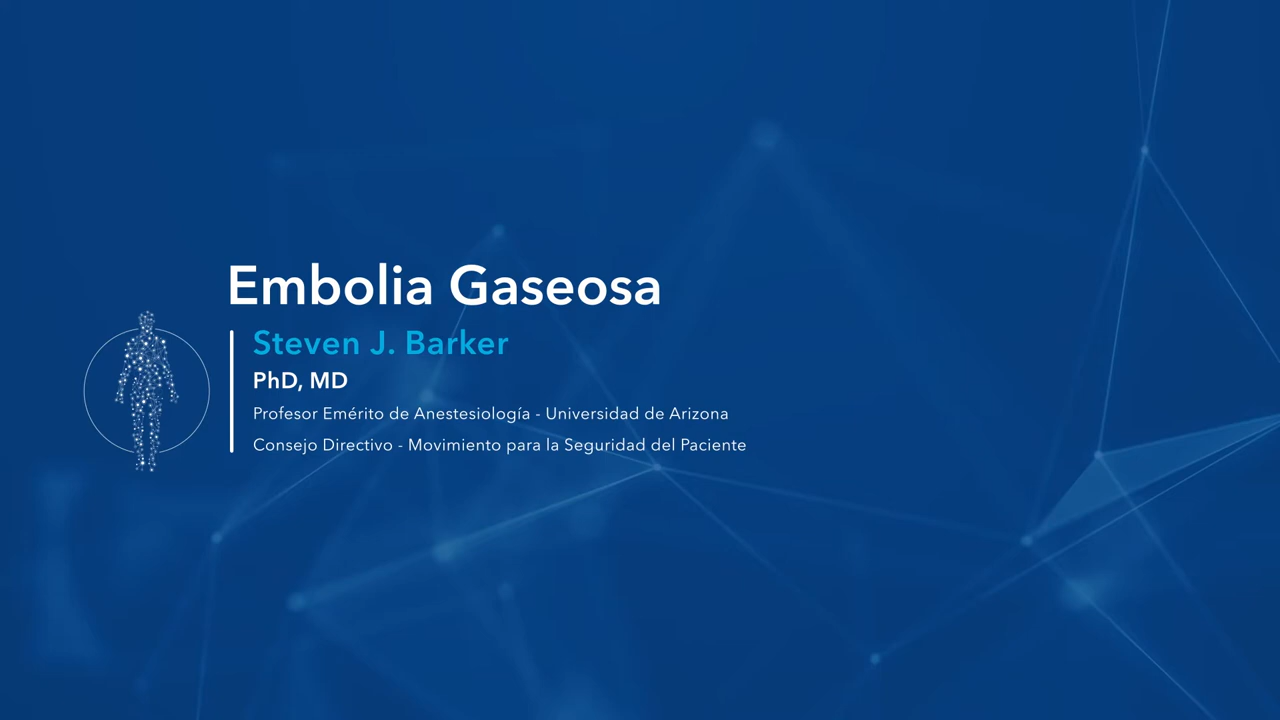 Embolia Gaseosa
Steven J. Barker
PhD, MD
Profesor Emérito de Anestesiología - Universidad de Arizona
Consejo Directivo - Movimiento para la Seguridad del Paciente